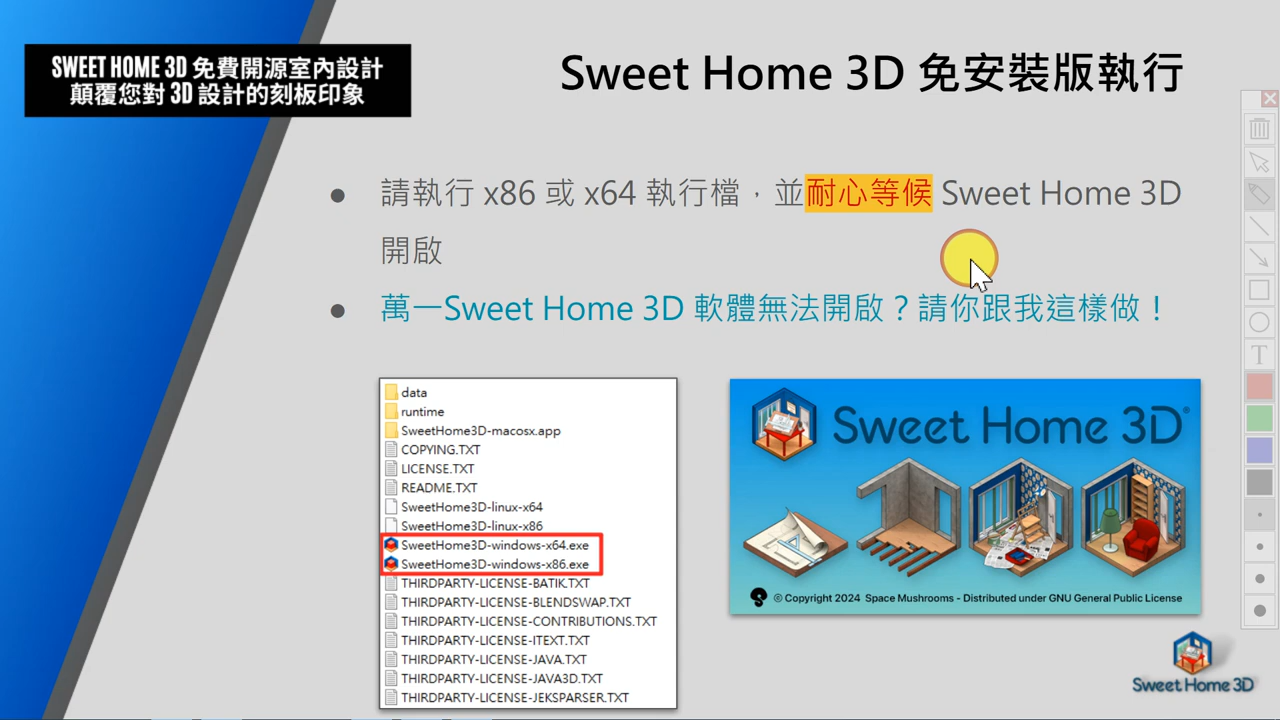 SWEET HOME 3D 免費開源室內設計
顛覆您對 3D 設計的刻板印象
Sweet Home 3D 免安裝版執行
請執行 x86 或 x64 執行檔，並耐心等候 Sweet Home 3D
開啟
萬一Sweet Home 3D 軟體無法開啟？請你跟我這樣做！
data
runtime
SweetHome3D-macosx.app
COPYING.TXT
LICENSE.TXT
README.TXT
SweetHome3D-linux-x64
SweetHome3D-linux-x86
SweetHome3D-windows-x64.exe
SweetHome3D-windows-x86.exe
THIRDPARTY-LICENSE-BATIK.TXT
THIRDPARTY-LICENSE-BLENDSWAP.TXT
THIRDPARTY-LICENSE-CONTRIBUTIONS.TXT
THIRDPARTY-LICENSE-ITEXT.TXT
THIRDPARTY-LICENSE-JAVA.TXT
THIRDPARTY-LICENSE-JAVA3D.TXT
THIRDPARTY-LICENSE-JEKSPARSER.TXT
Sweet Home 3D®
© Copyright 2024 Space Mushrooms - Distributed under GNU General Public License
T
Sweet Home 3D